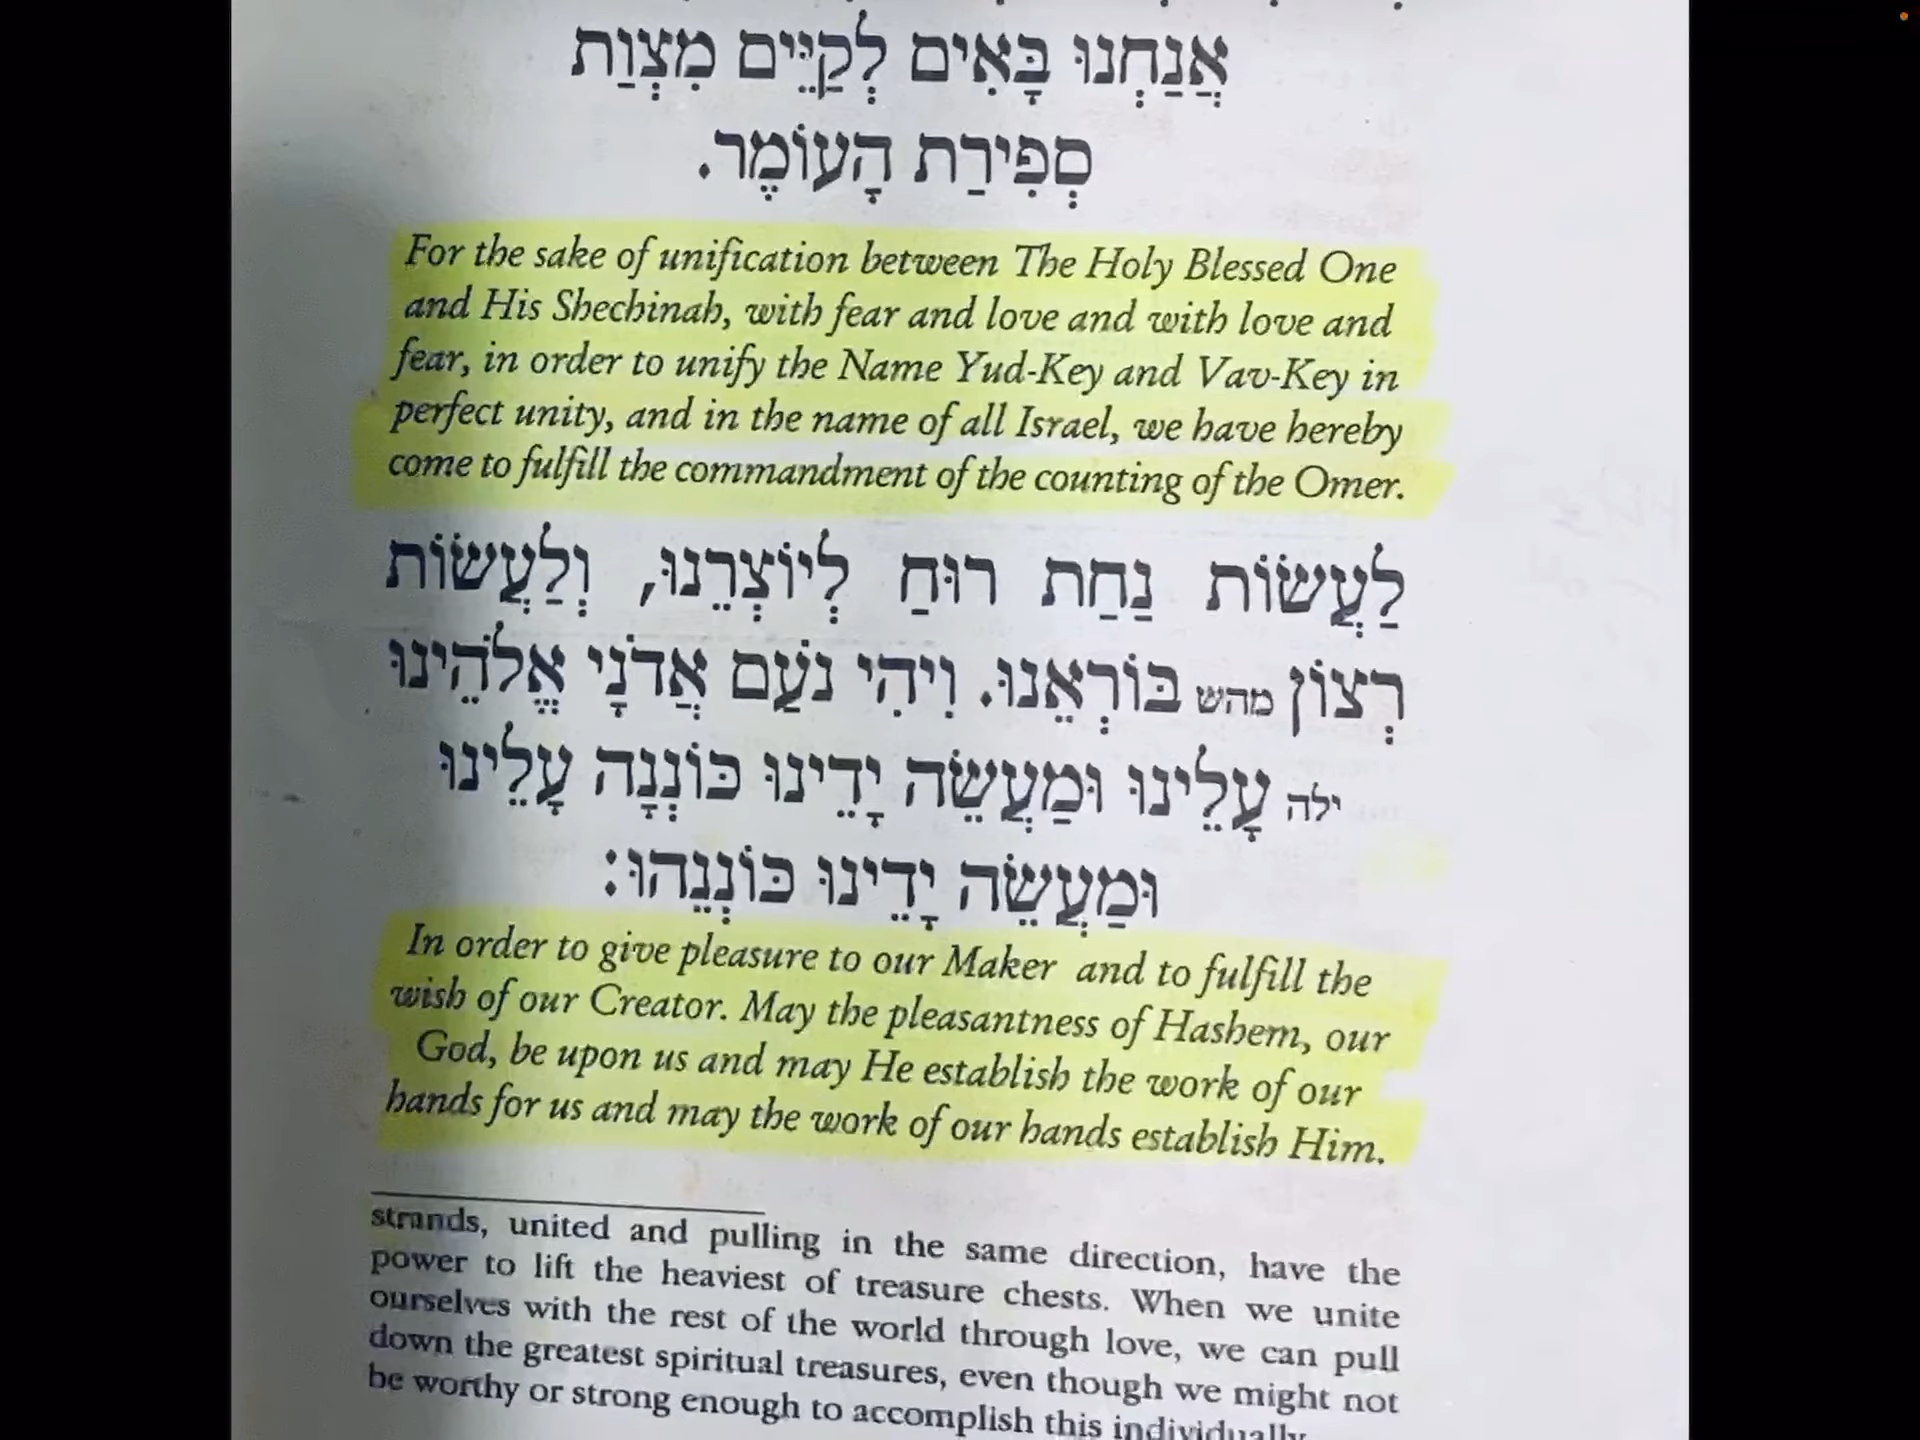 אֲנַחְנוּ בָּאִים לְקַיֵּים מִצְוַת
סְפִירַת הָעוֹמֶר.
For the sake of unification between The Holy Blessed One
and His Shechinah, with fear and love and with love and
fear, in order to unify the Name Yud-Key and Vav-Key in
perfect unity, and in the name of all Israel, we have hereby
come to fulfill the commandment of the counting of the Omer.
לַעֲשׂוֹת נַחַת רוּחַ לְיוֹצְרֵנוּ, וְלַעֲשׂוֹת
רְצוֹן מהש בּוֹרְאֵנוּ. וִיהִי נֹעַם אֲדֹנָי אֱלֹהֵינוּ
ילה עָלֵינוּ וּמַעֲשֵׂה יָדֵינוּ כּוֹנְנָה עָלֵינוּ
וּמַעֲשֵׂה יָדֵינוּ כּוֹנְנֵהוּ:
In order to give pleasure to our Maker and to fulfill the
wish of our Creator. May the pleasantness of Hashem, our
God, be upon us and may He establish the work of our
hands for us and may the work of our hands establish Him.
strands, united and pulling in the same direction, have the
power to lift the heaviest of treasure chests. When we unite
ourselves with the rest of the world through love, we can pull
down the greatest spiritual treasures, even though we might not
be worthy or strong enough to accomplish this individually.